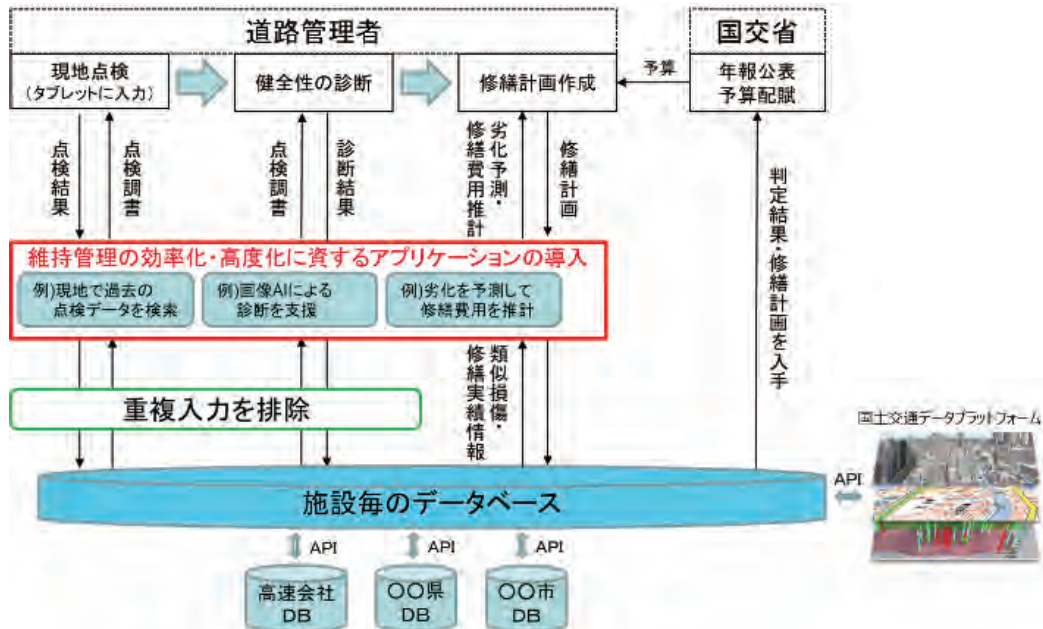 道路管理者
国交省
現地点検
(タブレットに入力)
健全性の診断
修繕計画作成
予算
年報公表
予算配賦
点検結果
点検調書
点検調書
診断結果
劣化予測・
修繕費用推計
修繕計画
判定結果・修繕計画を入手
維持管理の効率化・高度化に資するアプリケーションの導入
例)現地で過去の
点検データを検索
例)画像AIによる
診断を支援
例)劣化を予測して
修繕費用を推計
類似損傷・
修繕実績情報
重複入力を排除
国土交通データプラットフォーム
API
施設毎のデータベース
API
API
API
高速会社
DB
〇〇県
DB
〇〇市
DB